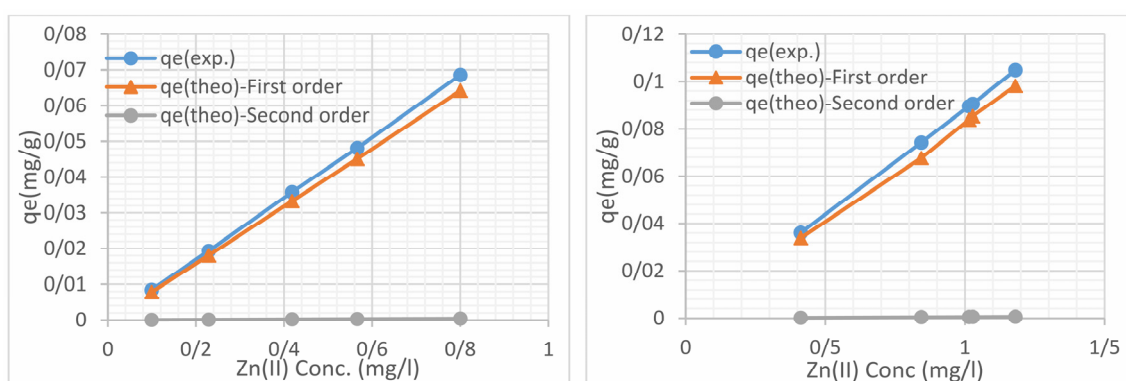 0/08
0/07
0/06
0/05
0/04
0/03
0/02
0/01
0
qe(mg/g)
qe(exp.)
qe(theo)-First order
qe(theo)-Second order
0 0/2 0/4 0/6 0/8 1
Zn(II) Conc. (mg/l)
0/12
0/1
0/08
0/06
0/04
0/02
0
qe(mg/g)
qe(exp.)
qe(theo)-First order
qe(theo)-Second order
0 0/5 1 1/5
Zn(II) Conc (mg/l)